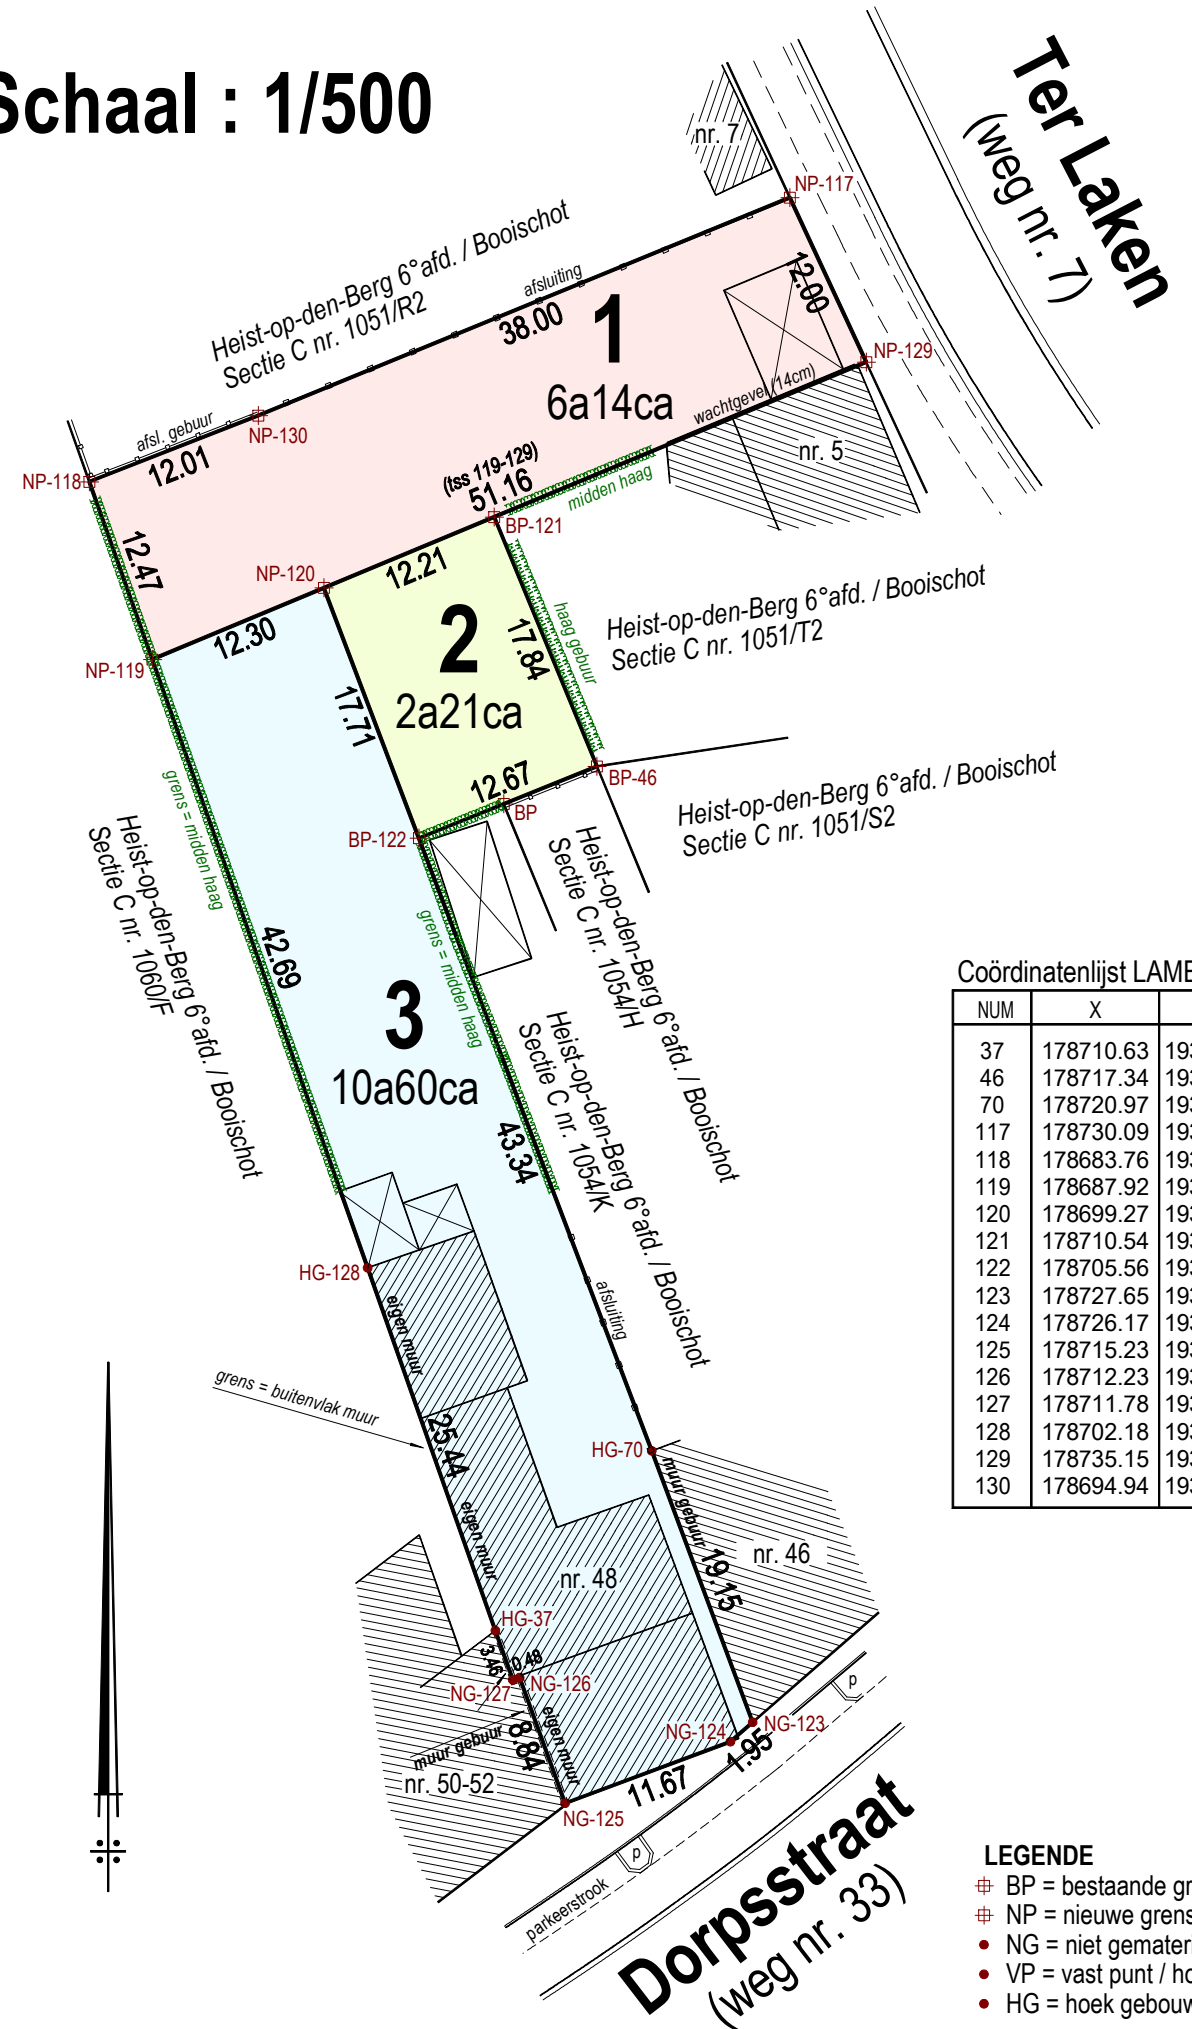 Schaal : 1/500
Ter Laken
(weg nr. 7)
nr. 7
NP-117
Heist-op-den-Berg 6°afd. / Booischot
Sectie C nr. 1051/R2
afsluiting
38.00
12.00
1
6a14ca
NP-129
wachtgevel (14cm)
nr. 5
afsl. gebuur
NP-130
12.01
NP-118
(tss 119-129)
51.16
midden haag
BP-121
12.47
NP-120
12.21
12.30
NP-119
2
2a21ca
17.84
haag gebuur
17.71
Heist-op-den-Berg 6°afd. / Booischot
Sectie C nr. 1051/T2
12.67
BP-46
BP
BP-122
Heist-op-den-Berg 6°afd. / Booischot
Sectie C nr. 1051/S2
grens = midden haag
Heist-op-den-Berg 6°afd. / Booischot
Sectie C nr. 1060/F
Heist-op-den-Berg 6°afd. / Booischot
Sectie C nr. 1054/H
grens = midden haag
42.69
3
10a60ca
Heist-op-den-Berg 6°afd. / Booischot
Sectie C nr. 1054/K
43.34
HG-128
eigen muur
afsluiting
grens = buitenvlak muur
25.44
HG-70
muur gebuur
eigen muur
19.15
nr. 46
nr. 48
HG-37
3.46
0.48
NG-127
NG-126
eigen muur
8.84
muur gebuur
nr. 50-52
NG-124
NG-123
1.95
11.67
NG-125
p
p
parkeerstrook
Dorpsstraat
(weg nr. 33)
Coördinatenlijst
NUM X
37 178710.63
46 178717.34
70 178720.97
117 178730.09
118 178683.76
119 178687.92
120 178699.27
121 178710.54
122 178705.56
123 178727.65
124 178726.17
125 178715.23
126 178712.23
127 178711.78
128 178702.18
129 178735.15
130 178694.94
LEGENDE
BP = bestaande
NP = nieuwe
NG = niet
VP = vast punt /
HG = hoek